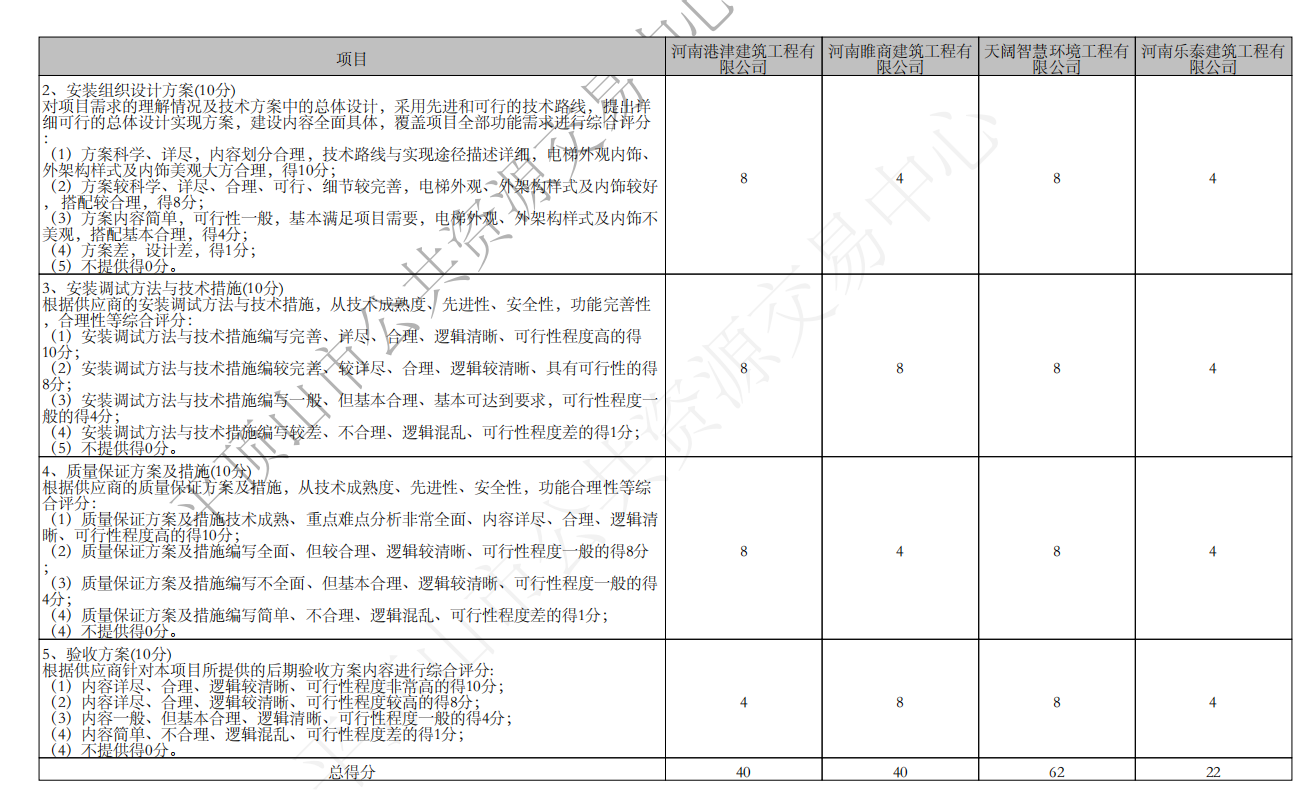 项目
河南港津建筑工程有
限公司
河南睢商建筑工程有
限公司
天阔智慧环境工程有
限公司
河南乐泰建筑工程有
限公司
2、安装组织设计方案(10分)
对项目需求的理解情况及技术方案中的总体设计，采用先进和可行的技术路线，提出详
细可行的总体设计实现方案，建设内容全面具体，覆盖项目全部功能需求进行综合评分
：
（1）方案科学、详尽，内容划分合理，技术路线与实现途径描述详细，电梯外观内饰、
外架构样式及内饰美观大方合理，得10分；
（2）方案较科学、详尽、合理、可行、细节较完善，电梯外观、外架构样式及内饰较好
，搭配较合理，得8分；
（3）方案内容简单，可行性一般，基本满足项目需要，电梯外观、外架构样式及内饰不
美观，搭配基本合理，得4分；
（4）方案差，设计差，得1分；
（5）不提供得0分。
8
4
8
4
3、安装调试方法与技术措施(10分)
根据供应商的安装调试方法与技术措施，从技术成熟度、先进性、安全性，功能完善性
，合理性等综合评分：
（1）安装调试方法与技术措施编写完善、详尽、合理、逻辑清晰、可行性程度高的得
10分；
（2）安装调试方法与技术措施编较完善、较详尽、合理、逻辑较清晰、具有可行性的得
8分；
（3）安装调试方法与技术措施编写一般、但基本合理、基本可达到要求，可行性程度一
般的得4分；
（4）安装调试方法与技术措施编写较差、不合理、逻辑混乱、可行性程度差的得1分；
（5）不提供得0分。
8
8
8
4
4、质量保证方案及措施(10分)
根据供应商的质量保证方案及措施，从技术成熟度、先进性、安全性，功能合理性等综
合评分：
（1）质量保证方案及措施技术成熟、重点难点分析非常全面、内容详尽、合理、逻辑清
晰、可行性程度高的得10分；
（2）质量保证方案及措施编写全面、但较合理、逻辑较清晰、可行性程度一般的得8分
；
（3）质量保证方案及措施编写不全面、但基本合理、逻辑较清晰、可行性程度一般的得
4分；
（4）质量保证方案及措施编写简单、不合理、逻辑混乱、可行性程度差的得1分；
（4）不提供得0分。
8
4
8
4
5、验收方案(10分)
根据供应商针对本项目所提供的后期验收方案内容进行综合评分:
（1）内容详尽、合理、逻辑较清晰、可行性程度非常高的得10分；
（2）内容详尽、合理、逻辑较清晰、可行性程度较高的得8分；
（3）内容一般、但基本合理、逻辑清晰、可行性程度一般的得4分；
（4）内容简单、不合理、逻辑混乱、可行性程度差的得1分；
（4）不提供得0分。
4
8
8
4
总得分
40
40
62
22
平顶山市公共资源交易中心
平顶山市公共资源交易中心